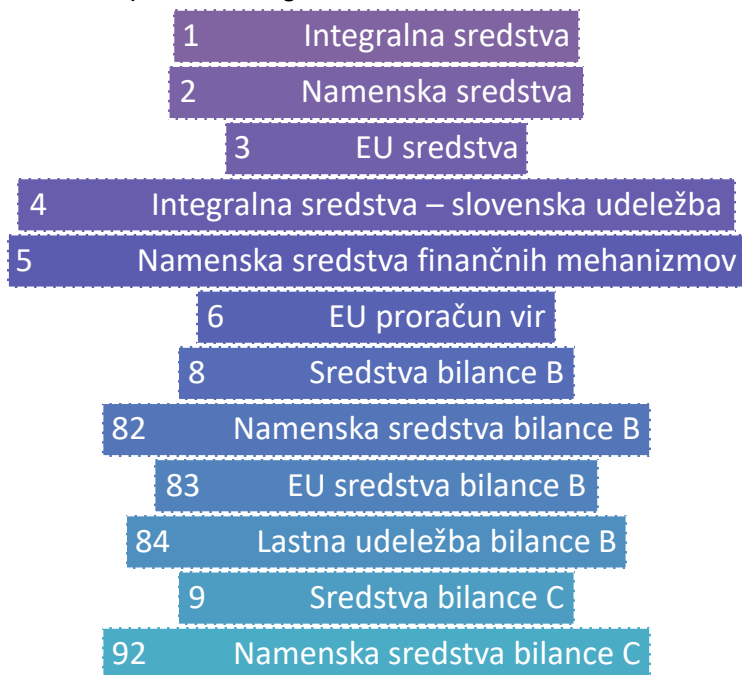 1 Integralna sredstva
2 Namenska sredstva
3 EU sredstva
4 Integralna sredstva – slovenska udeležba
5 Namenska sredstva finančnih mehanizmov
6 EU proračun vir
8 Sredstva bilance B
82 Namenska sredstva bilance B
83 EU sredstva bilance B
84 Lastna udeležba bilance B
9 Sredstva bilance C
92 Namenska sredstva bilance C